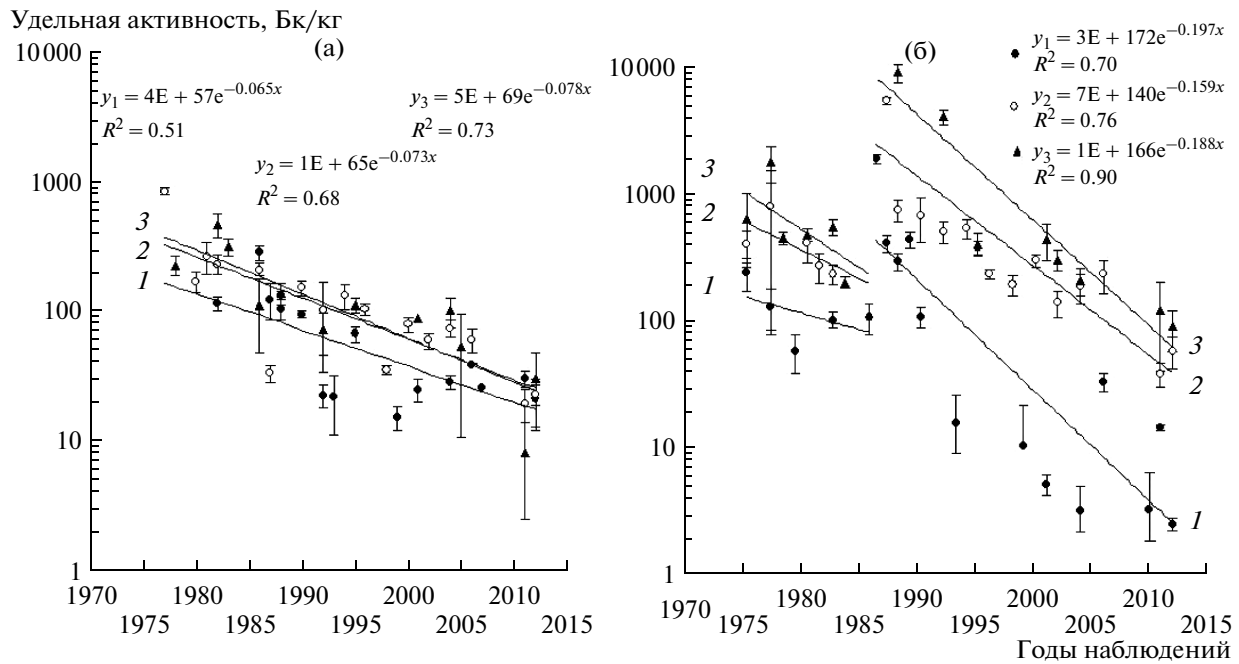 Удельная активность, Бк/кг
(а)
10000
1000
100
10
1
y₁ = 4E + 57e^−0.065x
R² = 0.51
y₂ = 1E + 65e^−0.073x
R² = 0.68
y₃ = 5E + 69e^−0.078x
R² = 0.73
3
2
1
1970 1980 1990 2000 2010
1975 1985 1995 2005 2015
(б)
10000
1000
100
10
1
y₁ = 3E + 172e^−0.197x
R² = 0.70
y₂ = 7E + 140e^−0.159x
R² = 0.76
y₃ = 1E + 166e^−0.188x
R² = 0.90
3
2
1
3
2
1
1970 1980 1990 2000 2010
1975 1985 1995 2005 2015
Годы наблюдений